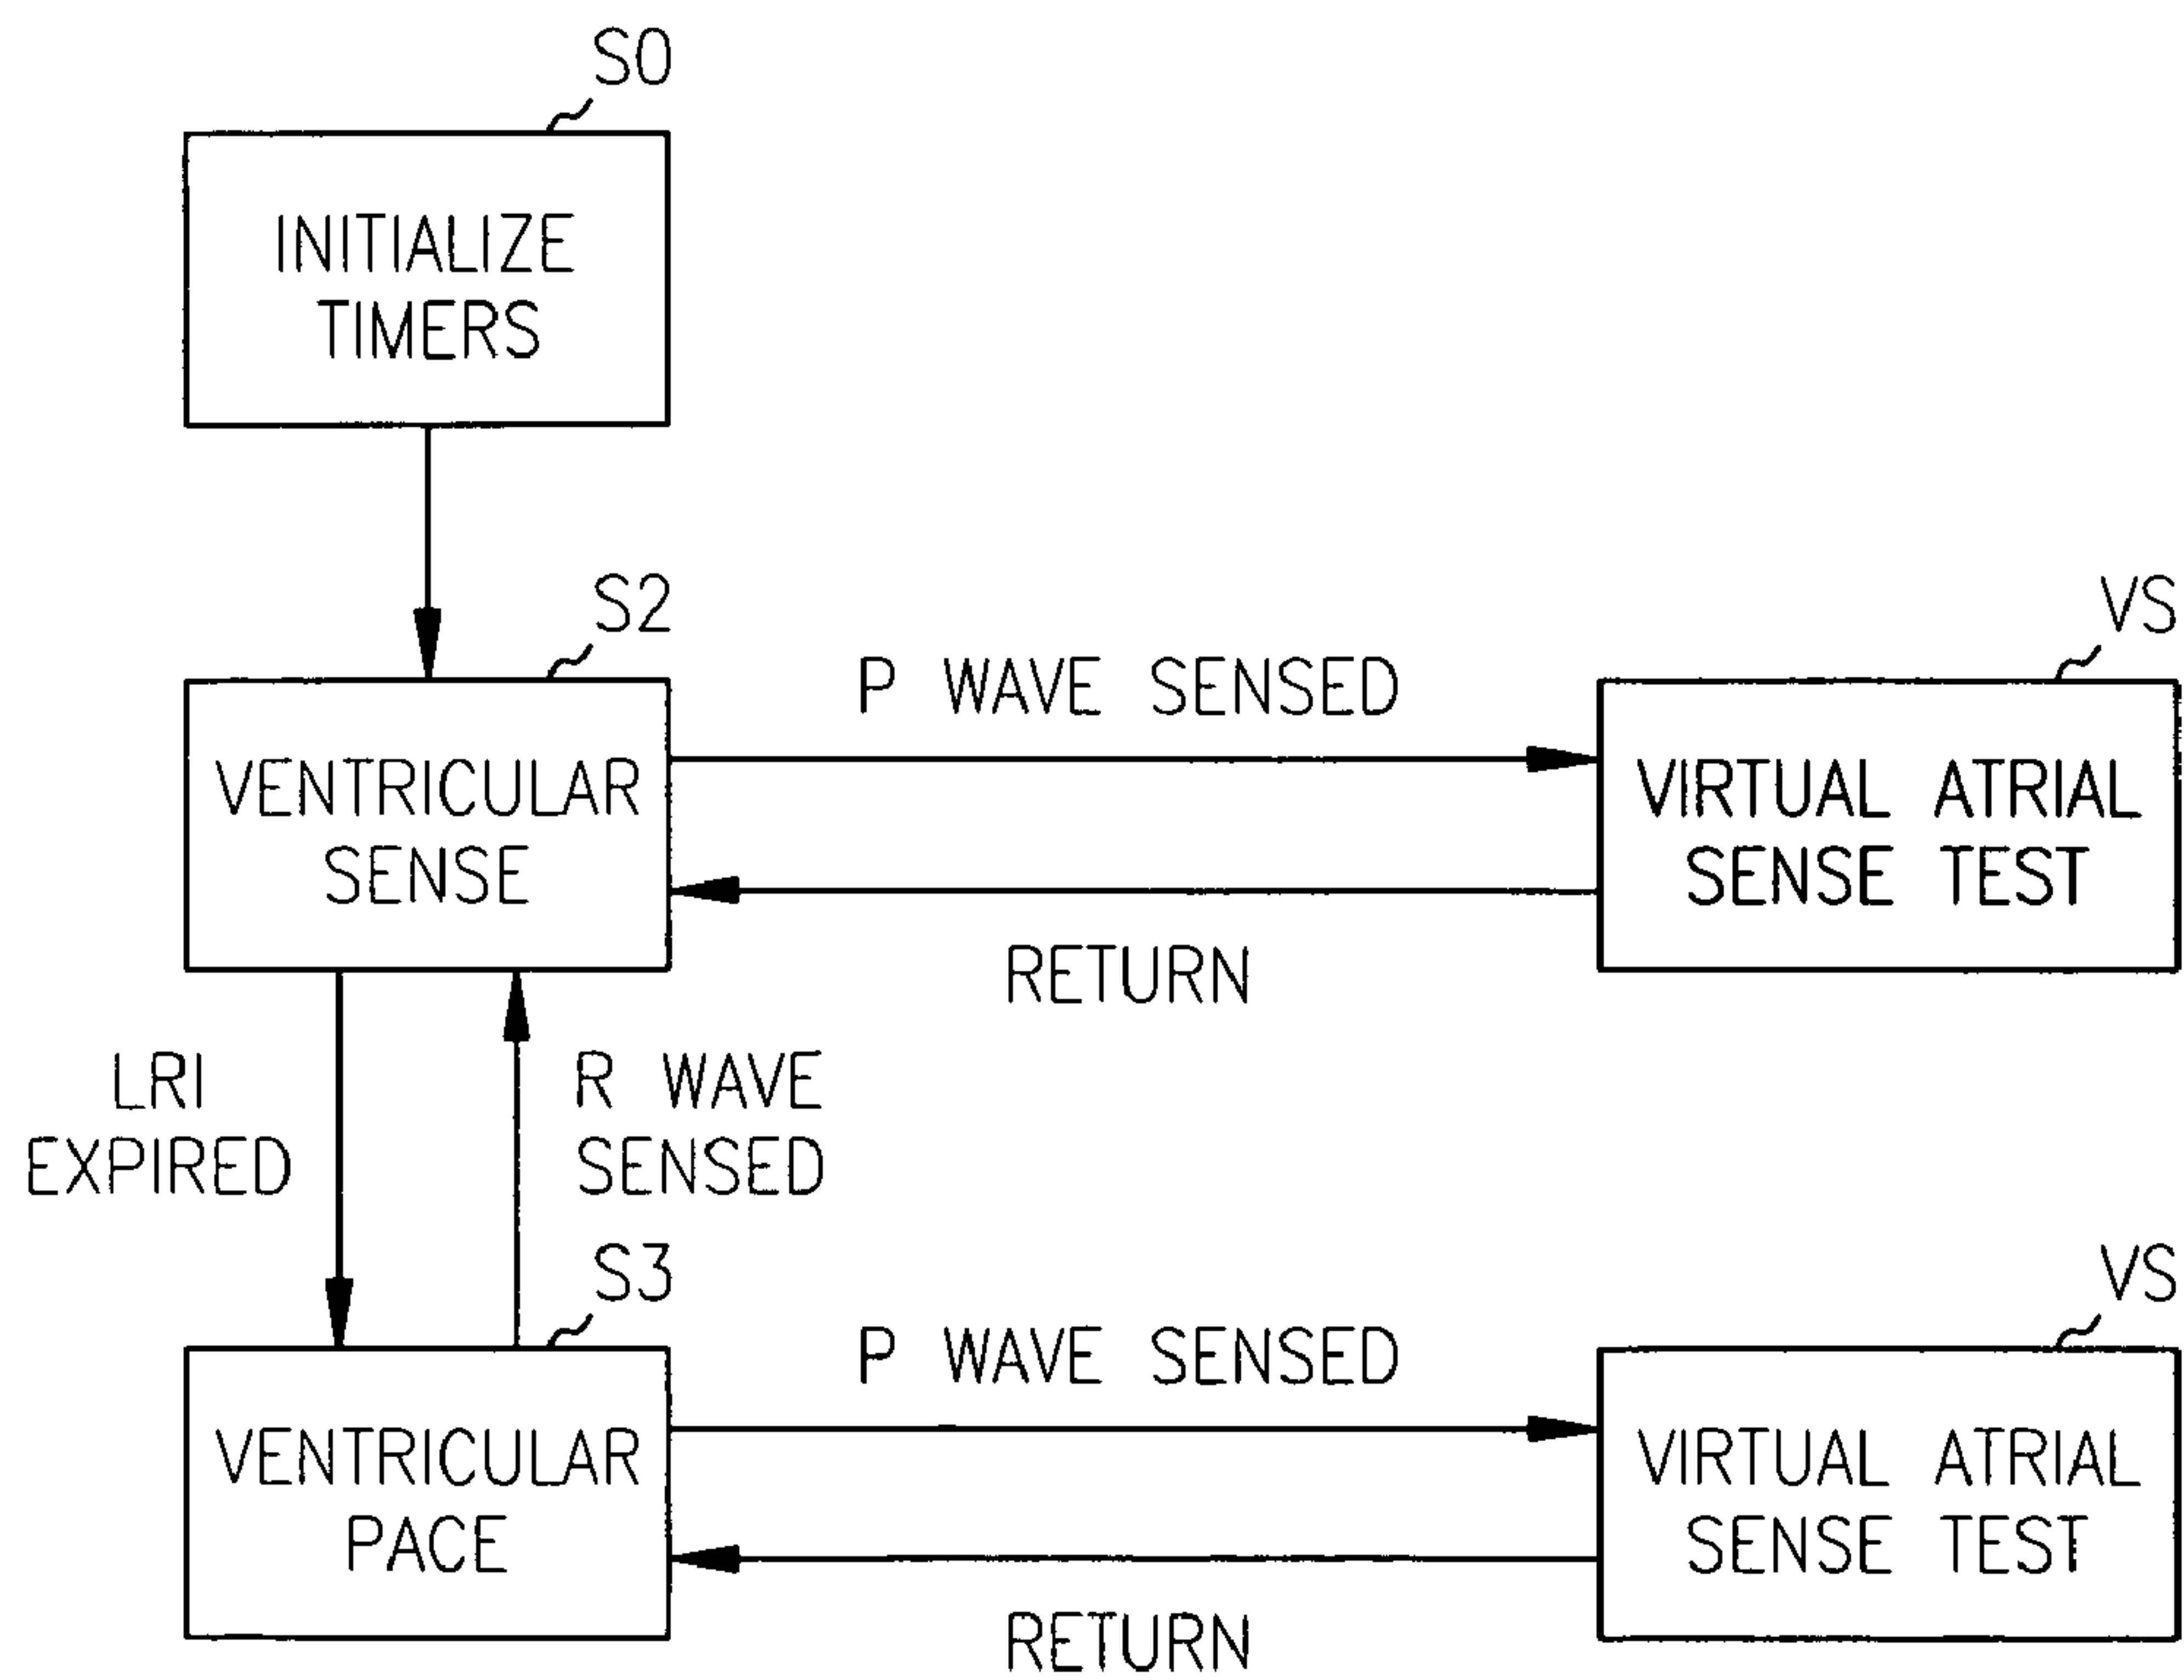 S0
INITIALIZE
TIMERS
S2
VENTRICULAR
SENSE
P WAVE SENSED
RETURN
VS
VIRTUAL ATRIAL
SENSE TEST
LRI
EXPIRED
R WAVE
SENSED
S3
VENTRICULAR
PACE
P WAVE SENSED
RETURN
VS
VIRTUAL ATRIAL
SENSE TEST